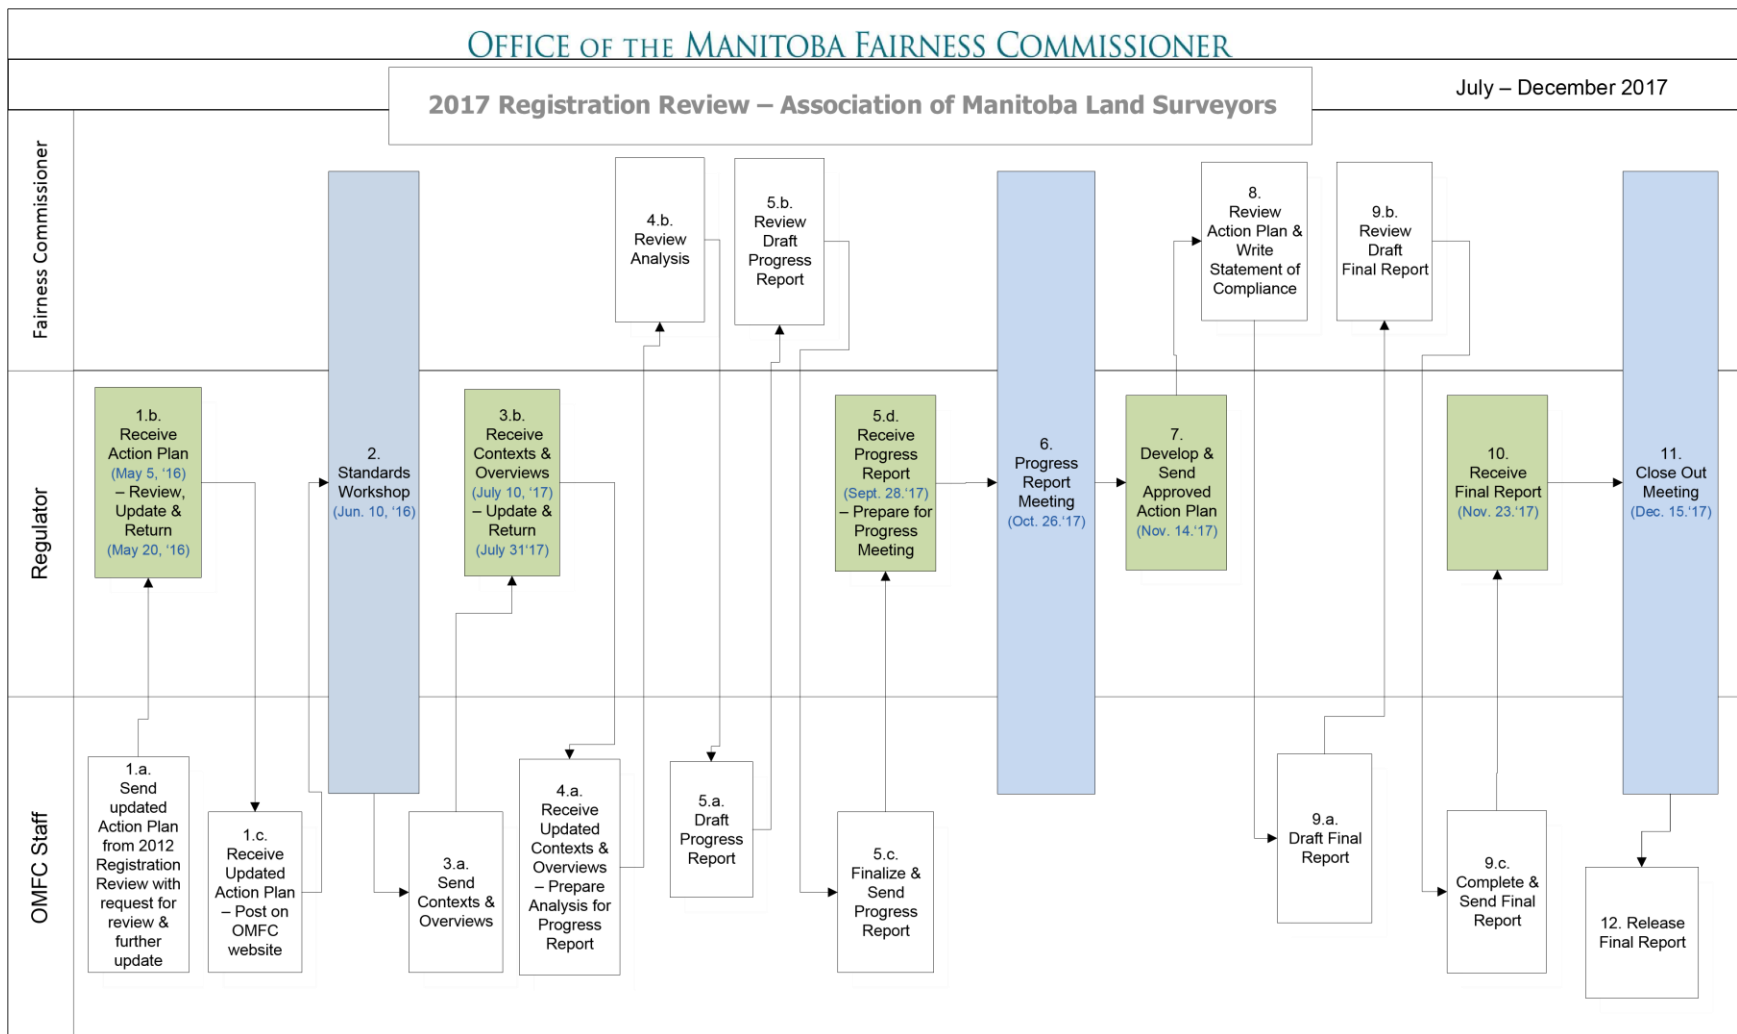 OFFICE OF THE MANITOBA FAIRNESS COMMISSIONER
2017 Registration Review – Association of Manitoba Land Surveyors
July – December 2017
Fairness Commissioner
4.b.
Review
Analysis
5.b.
Review
Draft
Progress
Report
8.
Review
Action Plan &
Write
Statement of
Compliance
9.b.
Review
Draft
Final Report
Regulator
1.b.
Receive
Action Plan
(May 5, ‘16)
– Review,
Update &
Return
(May 20, ‘16)
2.
Standards
Workshop
(Jun. 10, ‘16)
3.b.
Receive
Contexts &
Overviews
(July 10, ‘17)
– Update &
Return
(July 31‘17)
5.d.
Receive
Progress
Report
(Sept. 28.‘17)
– Prepare for
Progress
Meeting
6.
Progress
Report
Meeting
(Oct. 26.‘17)
7.
Develop &
Send
Approved
Action Plan
(Nov. 14.‘17)
10.
Receive
Final Report
(Nov. 23.‘17)
11.
Close Out
Meeting
(Dec. 15.‘17)
OMFC Staff
1.a.
Send
updated
Action Plan
from 2012
Registration
Review with
request for
review &
further
update
1.c.
Receive
Updated
Action Plan
– Post on
OMFC
website
3.a.
Send
Contexts &
Overviews
4.a.
Receive
Updated
Contexts &
Overviews
– Prepare
Analysis for
Progress
Report
5.a.
Draft
Progress
Report
5.c.
Finalize &
Send
Progress
Report
9.a.
Draft Final
Report
9.c.
Complete &
Send Final
Report
12. Release
Final Report